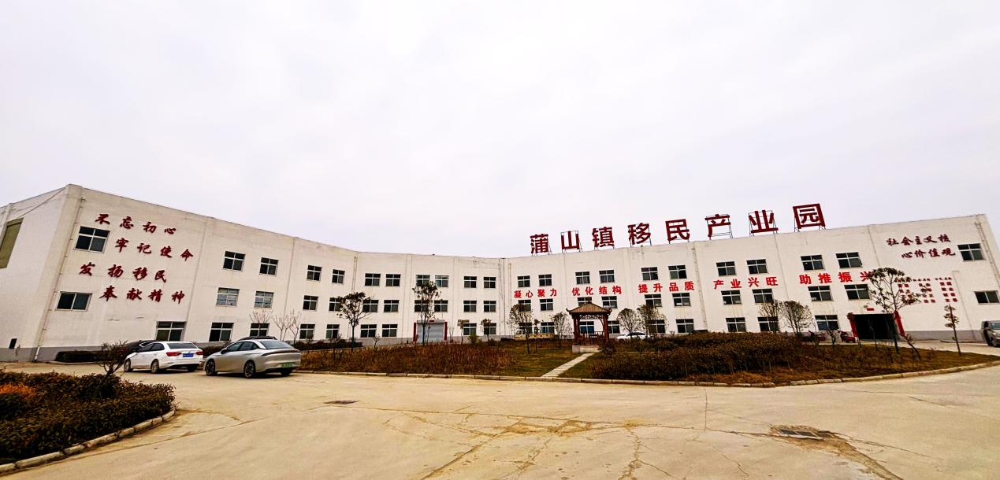 蒲山镇移民产业园
不忘初心
牢记使命
发扬移民
奉献精神
凝心聚力 优化结构 提升品质 产业兴旺 助推振兴
社会主义核
心价值观